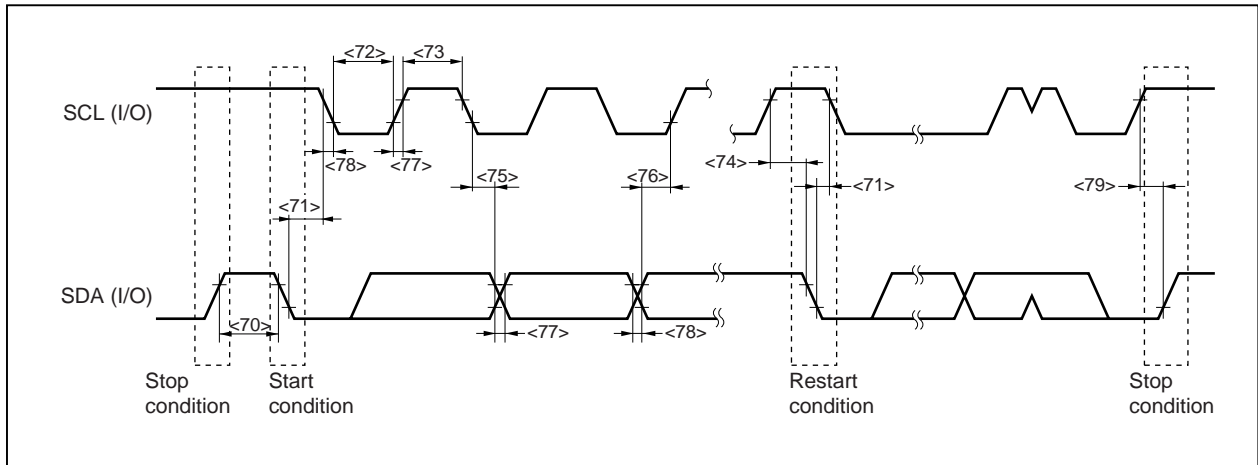 <72>
<73
SCL (I/O)
<78>
<77>
<75>
<76>
<74>
<71>
<79>
<71>
SDA (I/O)
<70>
<77>
<78>
Stop
condition
Start
condition
Restart
condition
Stop
condition